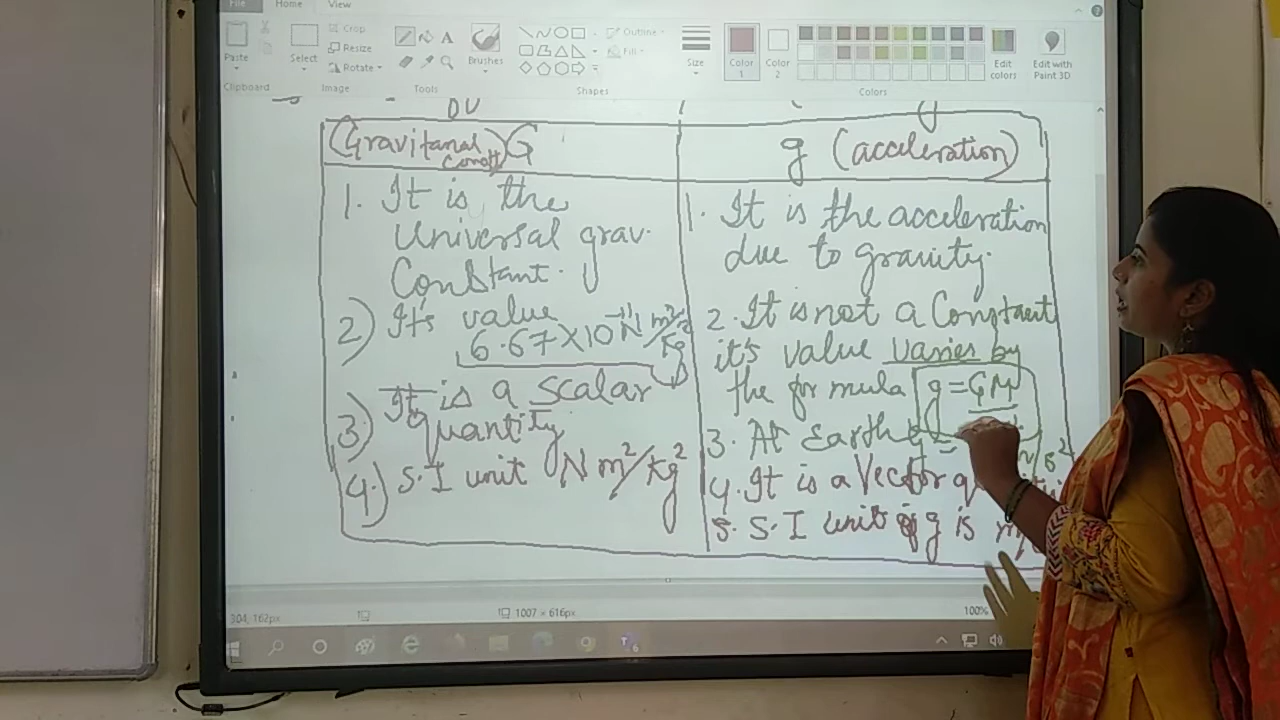 File Home View
Paste
Select
Crop
Resize
Rotate
Brushes
Outline
Fill
Size
Color 1
Color 2
Edit colors
Edit with Paint 3D
Clipboard Image Tools Shapes Colors
(Gravitanal Const) G
g (acceleration)
1. It is the
Universal grav.
Constant.
2) It's value
6.67×10⁻¹¹ N m²/kg²
3) It is a Scalar
quantity
4.) S.I unit N m²/kg²
1. It is the acceleration
due to gravity.
2. It is not a Constant
it's value varies by
the formula g = GM
3. At Earth g = m/s²
4. It is a Vector
5. S.I unit of g is
304, 162px
1007 × 616px
100%